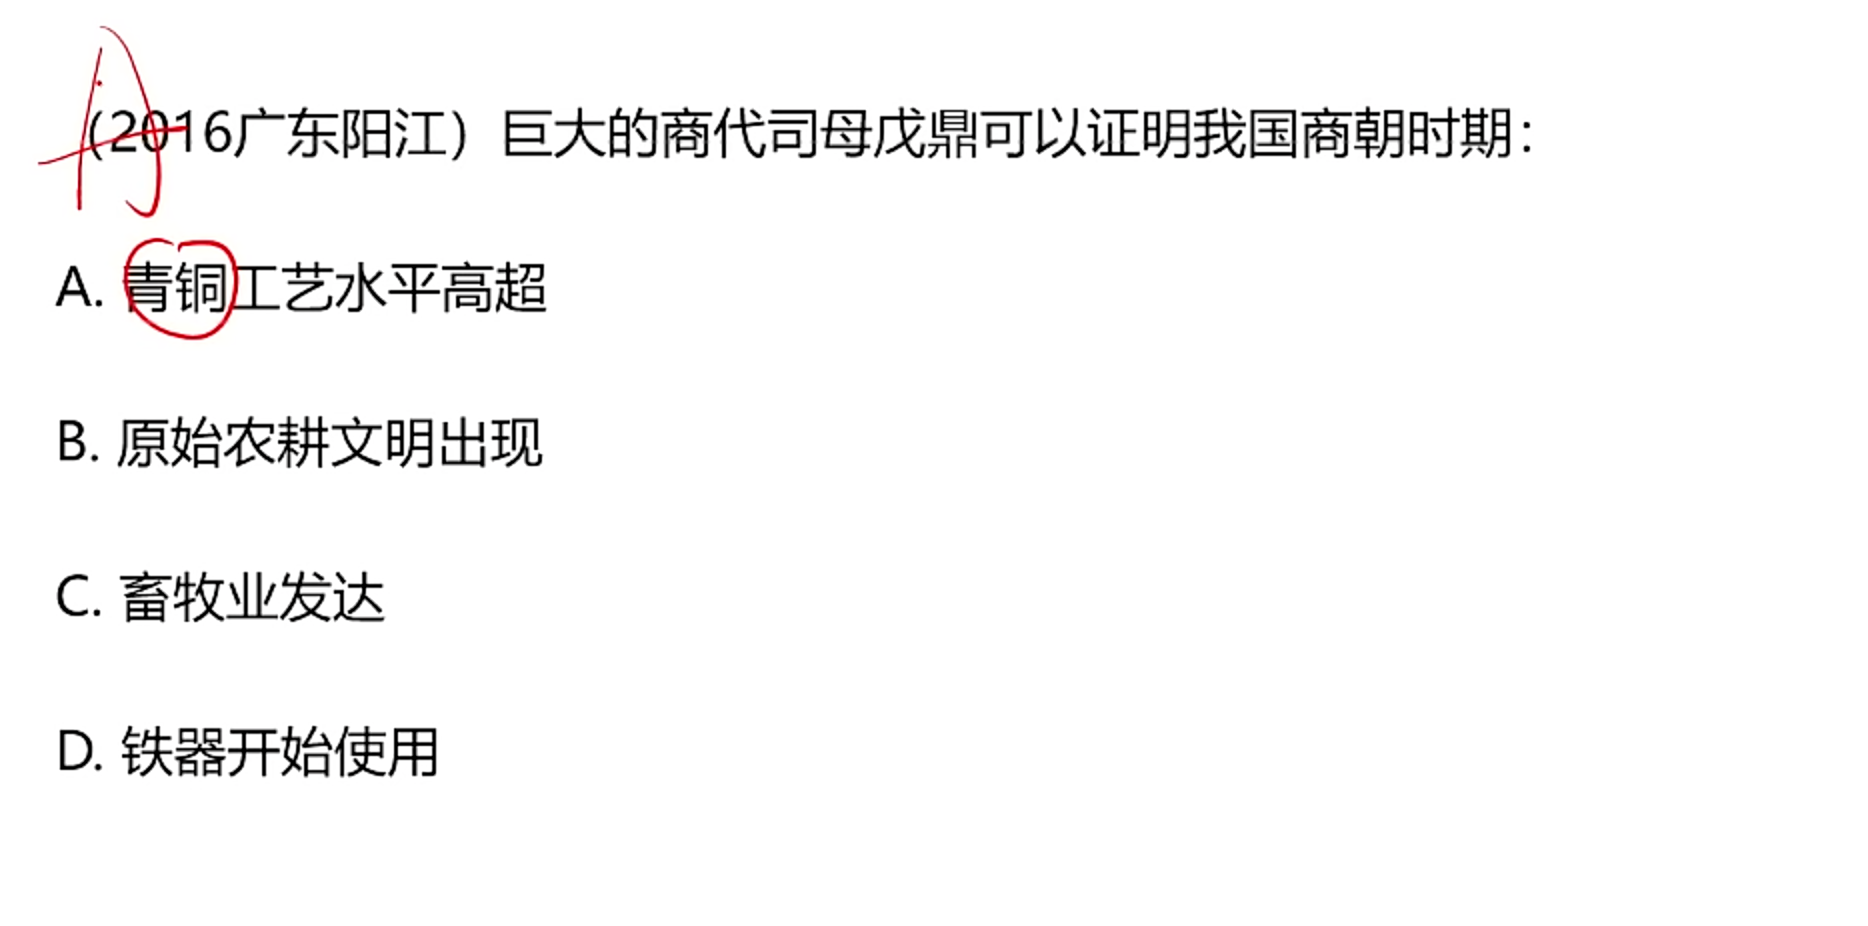 A
（2016广东阳江）巨大的商代司母戊鼎可以证明我国商朝时期：
A. 青铜工艺水平高超
B. 原始农耕文明出现
C. 畜牧业发达
D. 铁器开始使用